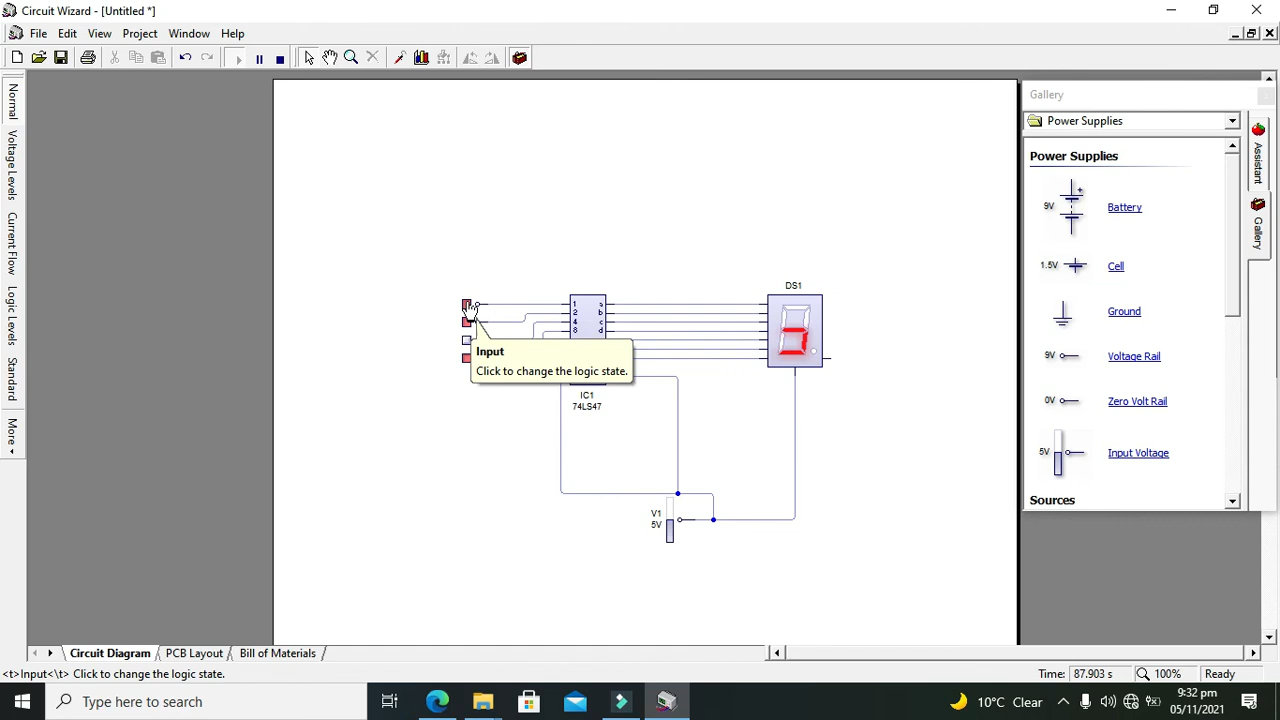 Circuit Wizard - [Untitled *]
File Edit View Project Window Help
Normal
Voltage Levels
Current Flow
Logic Levels
Standard
More
Gallery
Power Supplies
Power Supplies
9V Battery
1.5V Cell
Ground
9V Voltage Rail
0V Zero Volt Rail
5V Input Voltage
Sources
Assistant
Gallery
DS1
1 a
2 b
4 c
8 d
Input
Click to change the logic state.
IC1
74LS47
V1
5V
Circuit Diagram PCB Layout Bill of Materials
<t>Input<\t> Click to change the logic state. Time: 87.903 s 100% Ready
Type here to search
10°C Clear
9:32 pm
05/11/2021